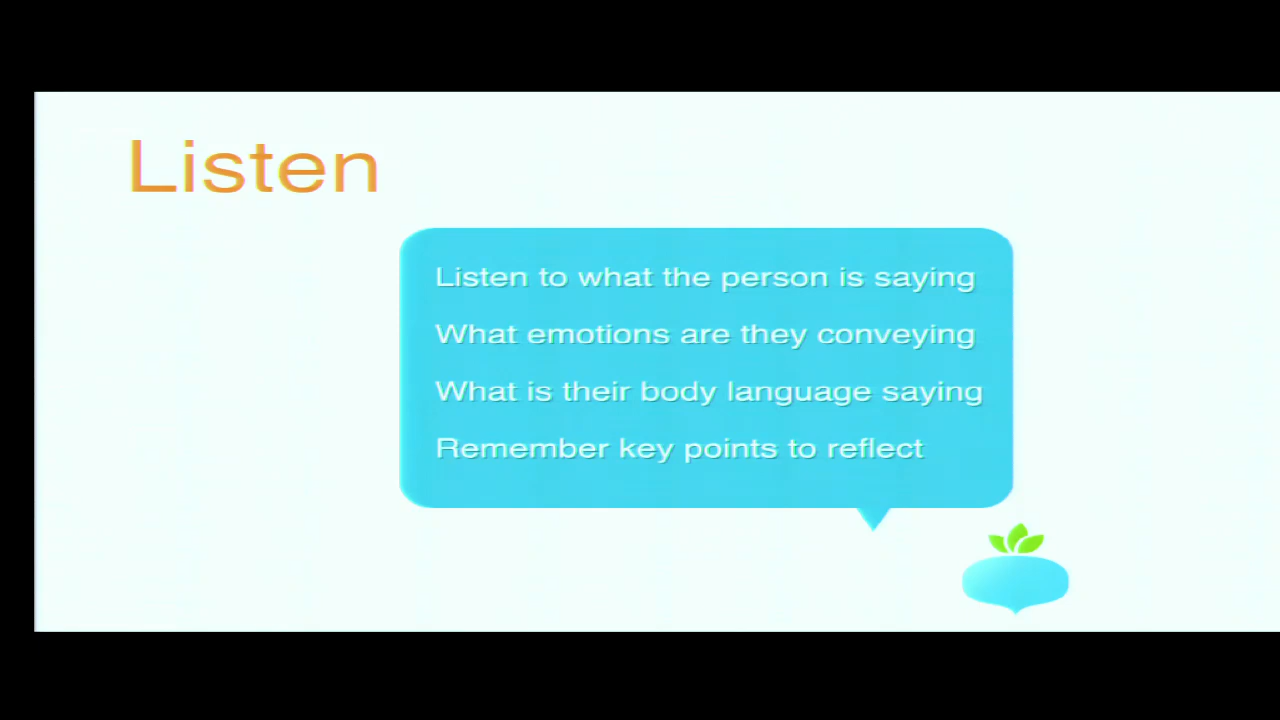 Listen
Listen to what the person is saying
What emotions are they conveying
What is their body language saying
Remember key points to reflect